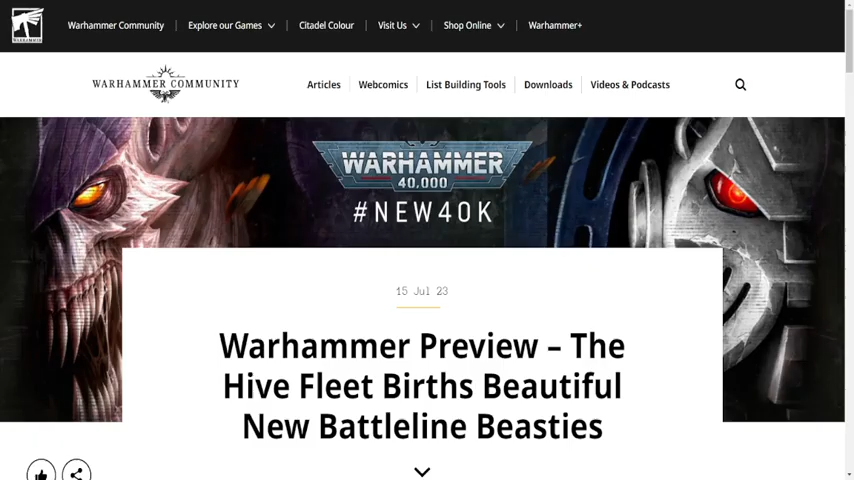 Warhammer Community
Explore our Games
Citadel Colour
Visit Us
Shop Online
Warhammer+
WARHAMMER
WARHAMMER COMMUNITY
Articles
Webcomics
List Building Tools
Downloads
Videos & Podcasts
WARHAMMER
40,000
#NEW40K
15 Jul 23
Warhammer Preview – The
Hive Fleet Births Beautiful
New Battleline Beasties